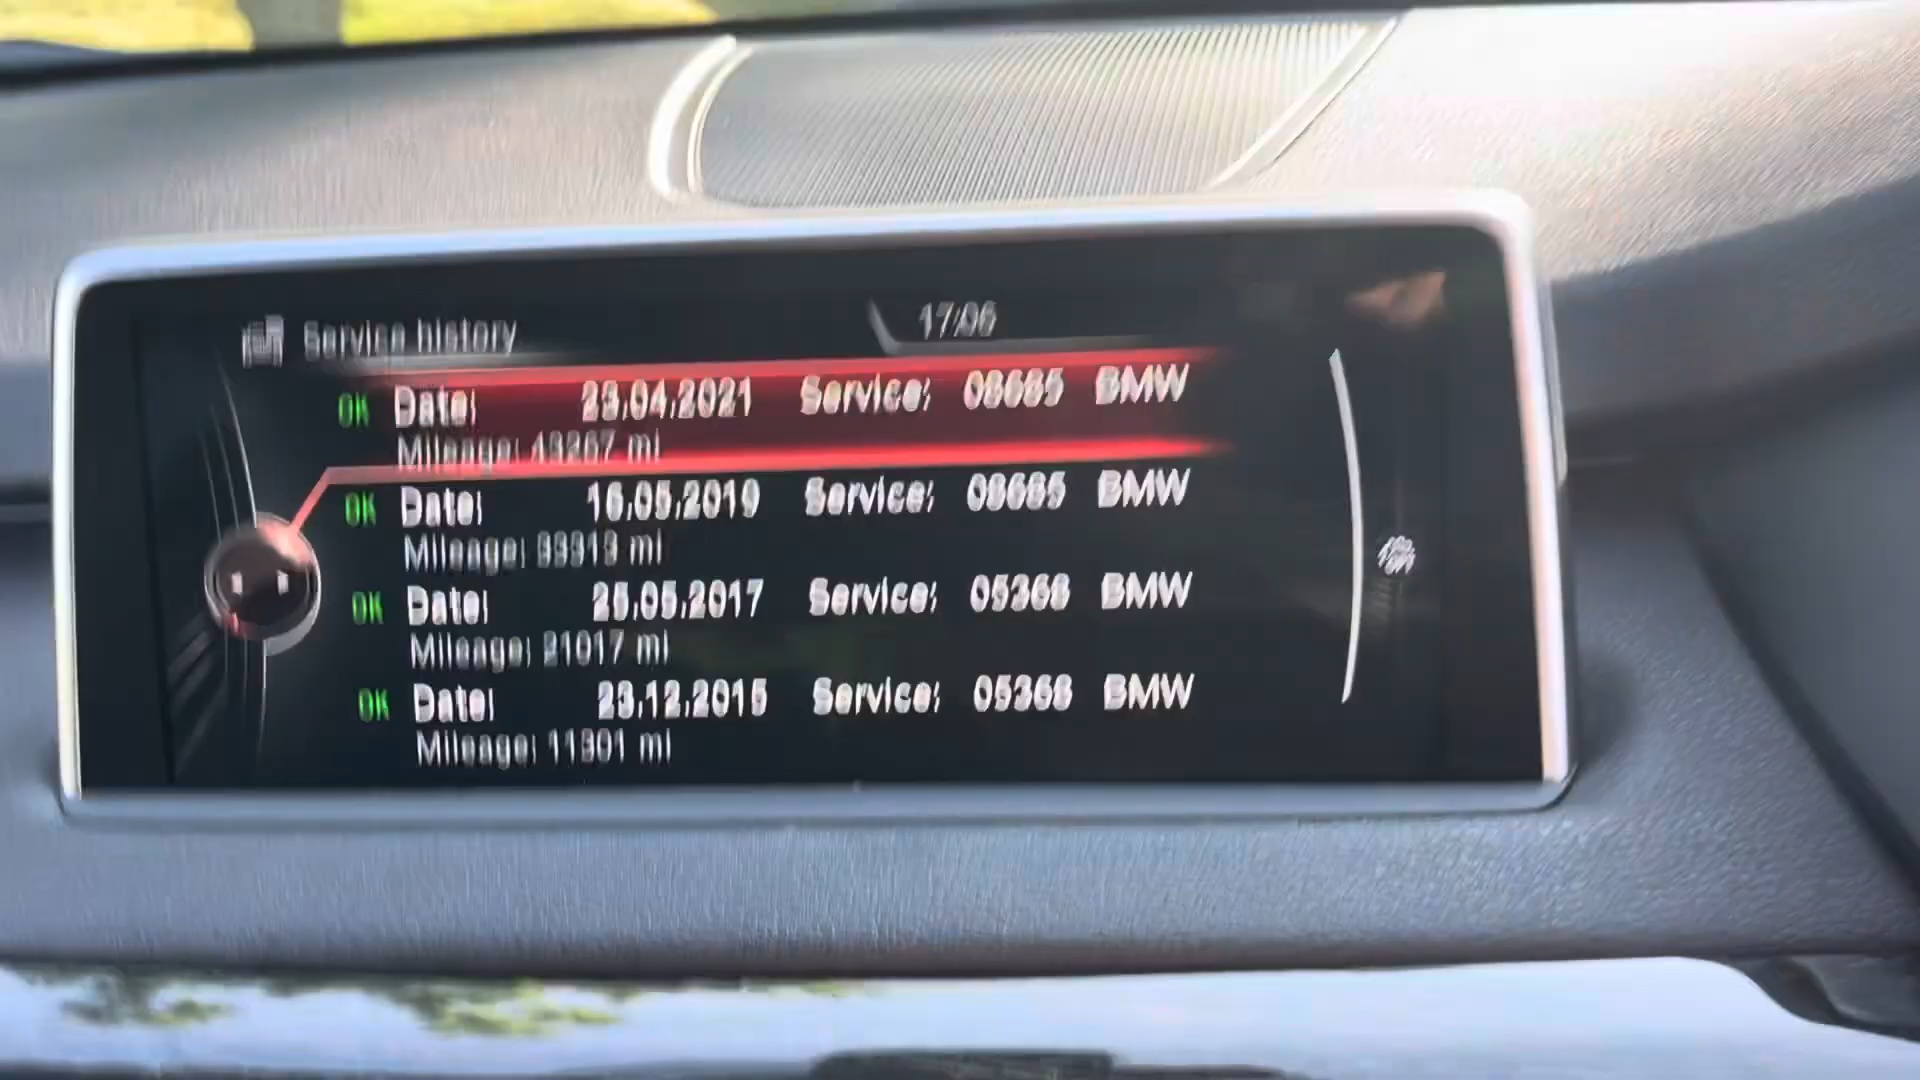 Service history
17:06
OK Date: 23.04.2021 Service: 08685 BMW
Mileage: 43267 mi
OK Date: 16.05.2019 Service: 08685 BMW
Mileage: mi
OK Date: 25.05.2017 Service: 05368 BMW
Mileage: 21017 mi
OK Date: 23.12.2015 Service: 05368 BMW
Mileage: 11301 mi